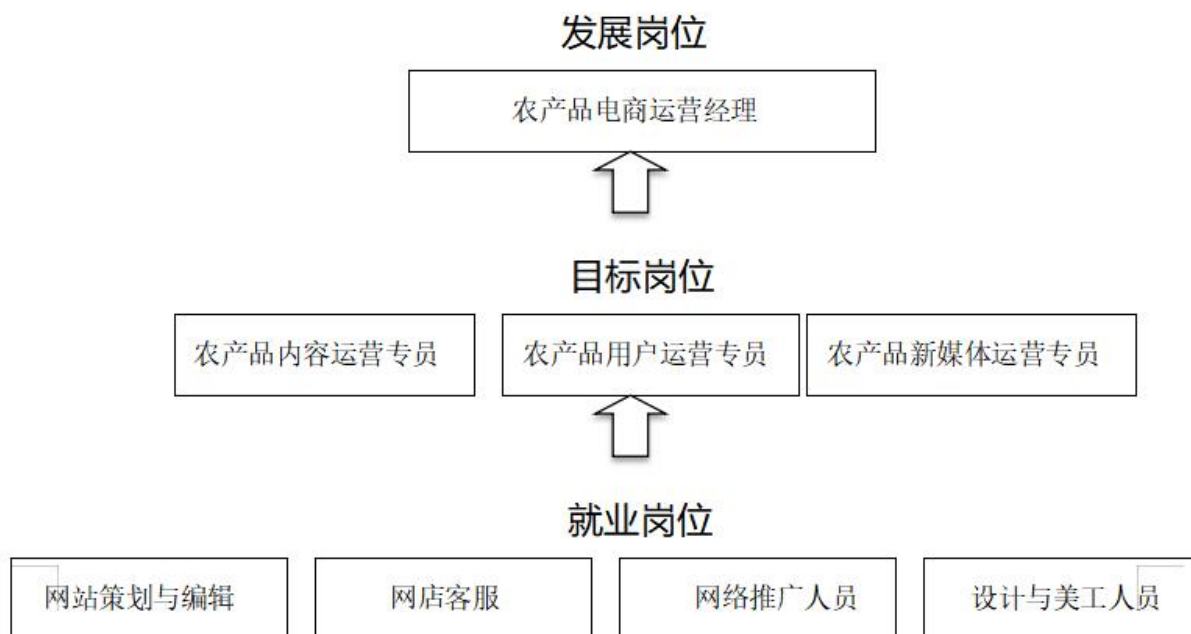 发展岗位
农产品电商运营经理
目标岗位
农产品内容运营专员 农产品用户运营专员 农产品新媒体运营专员
就业岗位
网站策划与编辑 网店客服 网络推广人员 设计与美工人员